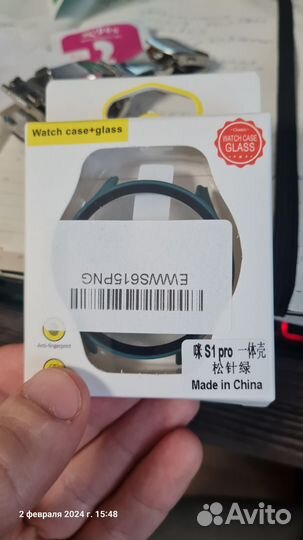 Watch case+glass
Classic
WATCH CASE
GLASS
EWWS615PNG
Anti-fingerprint
咪 S1 pro 一体壳
松针绿
Made in China
2 февраля 2024 г. 15:48
Avito